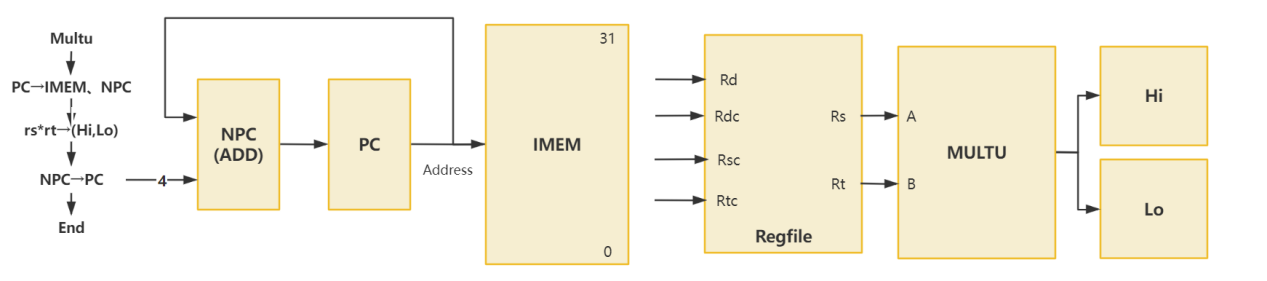 Multu
PC→IMEM、NPC
rs*rt→(Hi,Lo)
NPC→PC
End
4
NPC
(ADD)
PC
Address
31
IMEM
0
Rd
Rdc
Rsc
Rtc
Rs
Rt
Regfile
A
B
MULTU
Hi
Lo